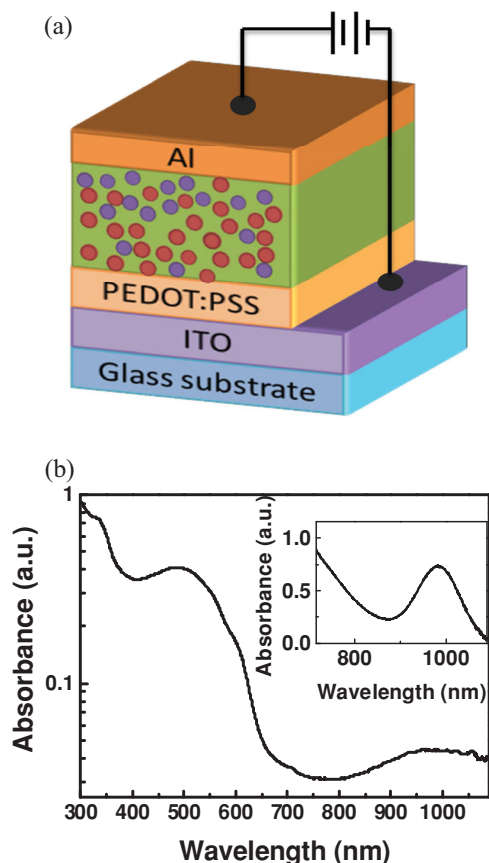 (a)
Al
PEDOT:PSS
ITO
Glass substrate
(b)
Absorbance (a.u.)
1
0.1
300 400 500 600 700 800 900 1000
Wavelength (nm)
Absorbance (a.u.)
1.0
0.5
0.0
800 1000
Wavelength (nm)